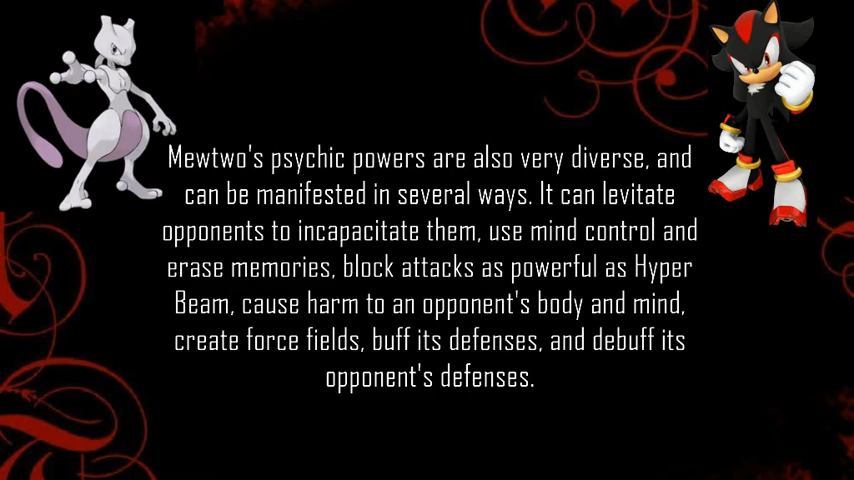 Mewtwo's psychic powers are also very diverse, and
can be manifested in several ways. It can levitate
opponents to incapacitate them, use mind control and
erase memories, block attacks as powerful as Hyper
Beam, cause harm to an opponent's body and mind,
create force fields, buff its defenses, and debuff its
opponent's defenses.